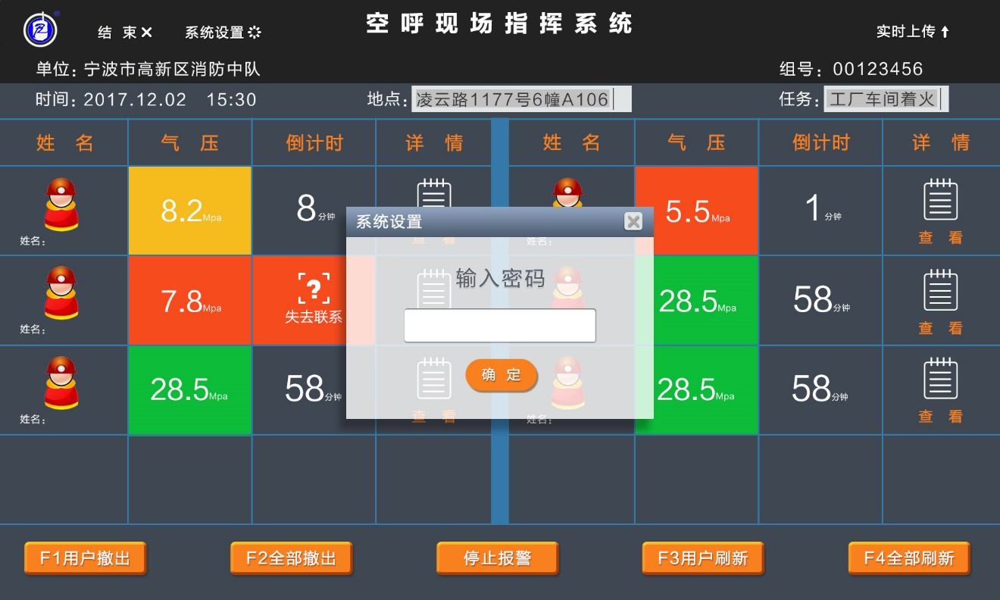 空呼现场指挥系统
结 束 系统设置 实时上传
单位：宁波市高新区消防中队 组号：00123456
时间：2017.12.02 15:30 地点：凌云路1177号6幢A106 任务：工厂车间着火
姓 名 气 压 倒计时 详 情 姓 名 气 压 倒计时 详 情
8.2Mpa 8分钟 5.5Mpa 1分钟
姓名： 查 看 姓名： 查 看
系统设置
输入密码
确 定
7.8Mpa ? 失去联系 28.5Mpa 58分钟
姓名： 查 看
28.5Mpa 58分钟 28.5Mpa 58分钟
姓名： 查 看 姓名： 查 看
F1用户撤出 F2全部撤出 停止报警 F3用户刷新 F4全部刷新